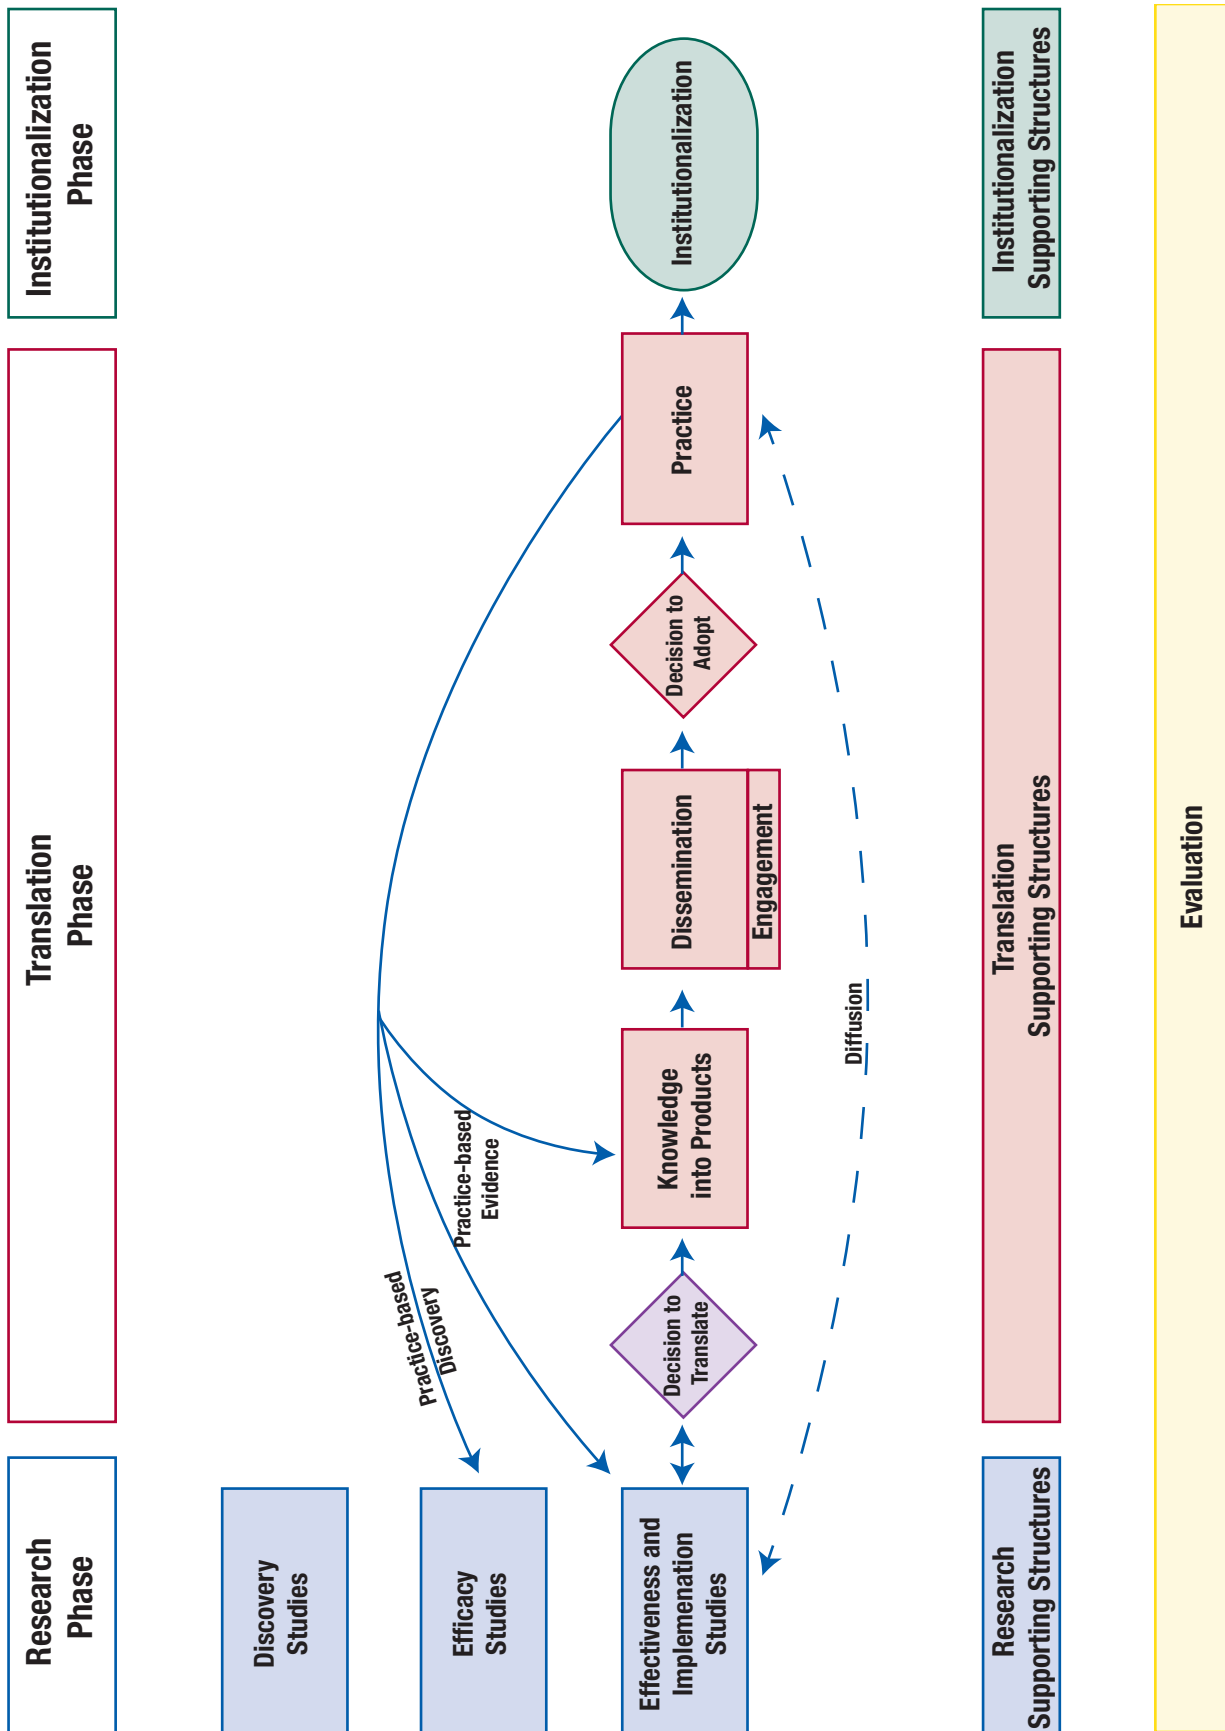 Research
Phase
Translation
Phase
Institutionalization
Phase
Discovery
Studies
Efficacy
Studies
Practice-based
Discovery
Practice-based
Evidence
Effectiveness and
Implemenation
Studies
Decision to
Translate
Knowledge
into Products
Dissemination
Engagement
Decision to
Adopt
Practice
Institutionalization
Diffusion
Research
Supporting Structures
Translation
Supporting Structures
Institutionalization
Supporting Structures
Evaluation